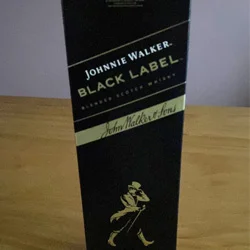 JOHNNIE WALKER.
BLACK LABEL
BLENDED SCOTCH WHISKY
John Walker & Sons